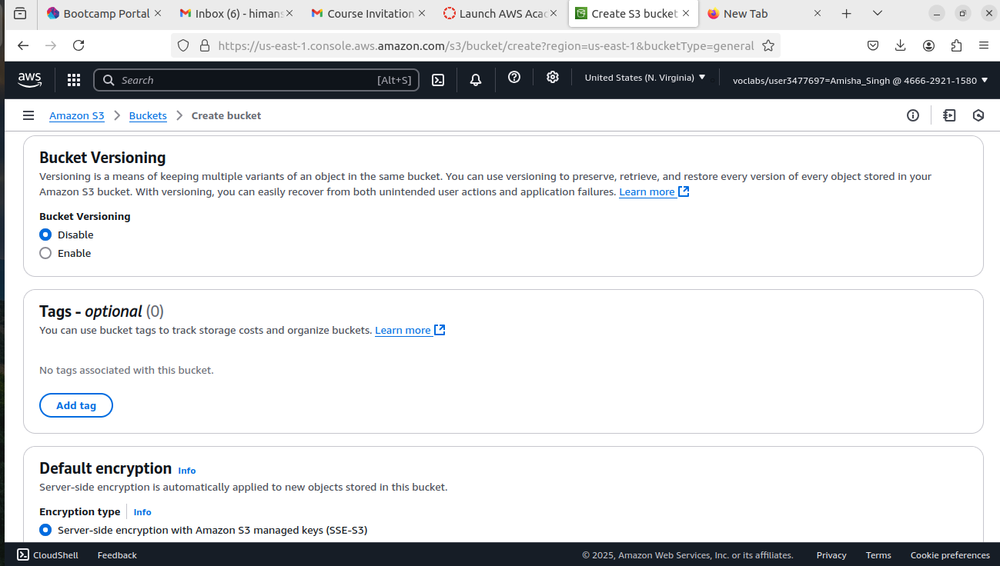 Bootcamp Portal
Inbox (6) - himans
Course Invitation
Launch AWS Aca
Create S3 bucket
New Tab
https://us-east-1.console.aws.amazon.com/s3/bucket/create?region=us-east-1&bucketType=general
aws
Search
[Alt+S]
United States (N. Virginia)
voclabs/user3477697=Amisha_Singh @ 4666-2921-1580
Amazon S3
Buckets
Create bucket
Bucket Versioning
Versioning is a means of keeping multiple variants of an object in the same bucket. You can use versioning to preserve, retrieve, and restore every version of every object stored in your
Amazon S3 bucket. With versioning, you can easily recover from both unintended user actions and application failures. Learn more
Bucket Versioning
Disable
Enable
Tags - optional (0)
You can use bucket tags to track storage costs and organize buckets. Learn more
No tags associated with this bucket.
Add tag
Default encryption Info
Server-side encryption is automatically applied to new objects stored in this bucket.
Encryption type Info
Server-side encryption with Amazon S3 managed keys (SSE-S3)
CloudShell
Feedback
© 2025, Amazon Web Services, Inc. or its affiliates.
Privacy
Terms
Cookie preferences